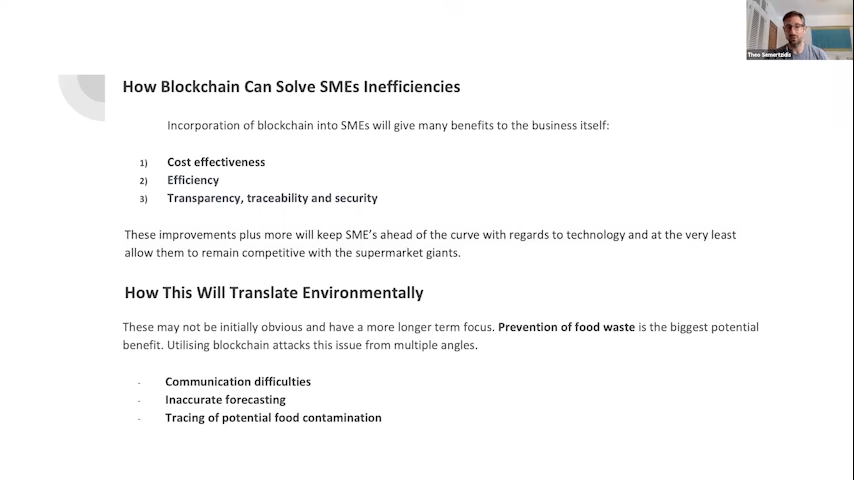 Theo Semertzidis
How Blockchain Can Solve SMEs Inefficiencies
Incorporation of blockchain into SMEs will give many benefits to the business itself:
1) Cost effectiveness
2) Efficiency
3) Transparency, traceability and security
These improvements plus more will keep SME's ahead of the curve with regards to technology and at the very least
allow them to remain competitive with the supermarket giants.
How This Will Translate Environmentally
These may not be initially obvious and have a more longer term focus. Prevention of food waste is the biggest potential
benefit. Utilising blockchain attacks this issue from multiple angles.
- Communication difficulties
- Inaccurate forecasting
- Tracing of potential food contamination